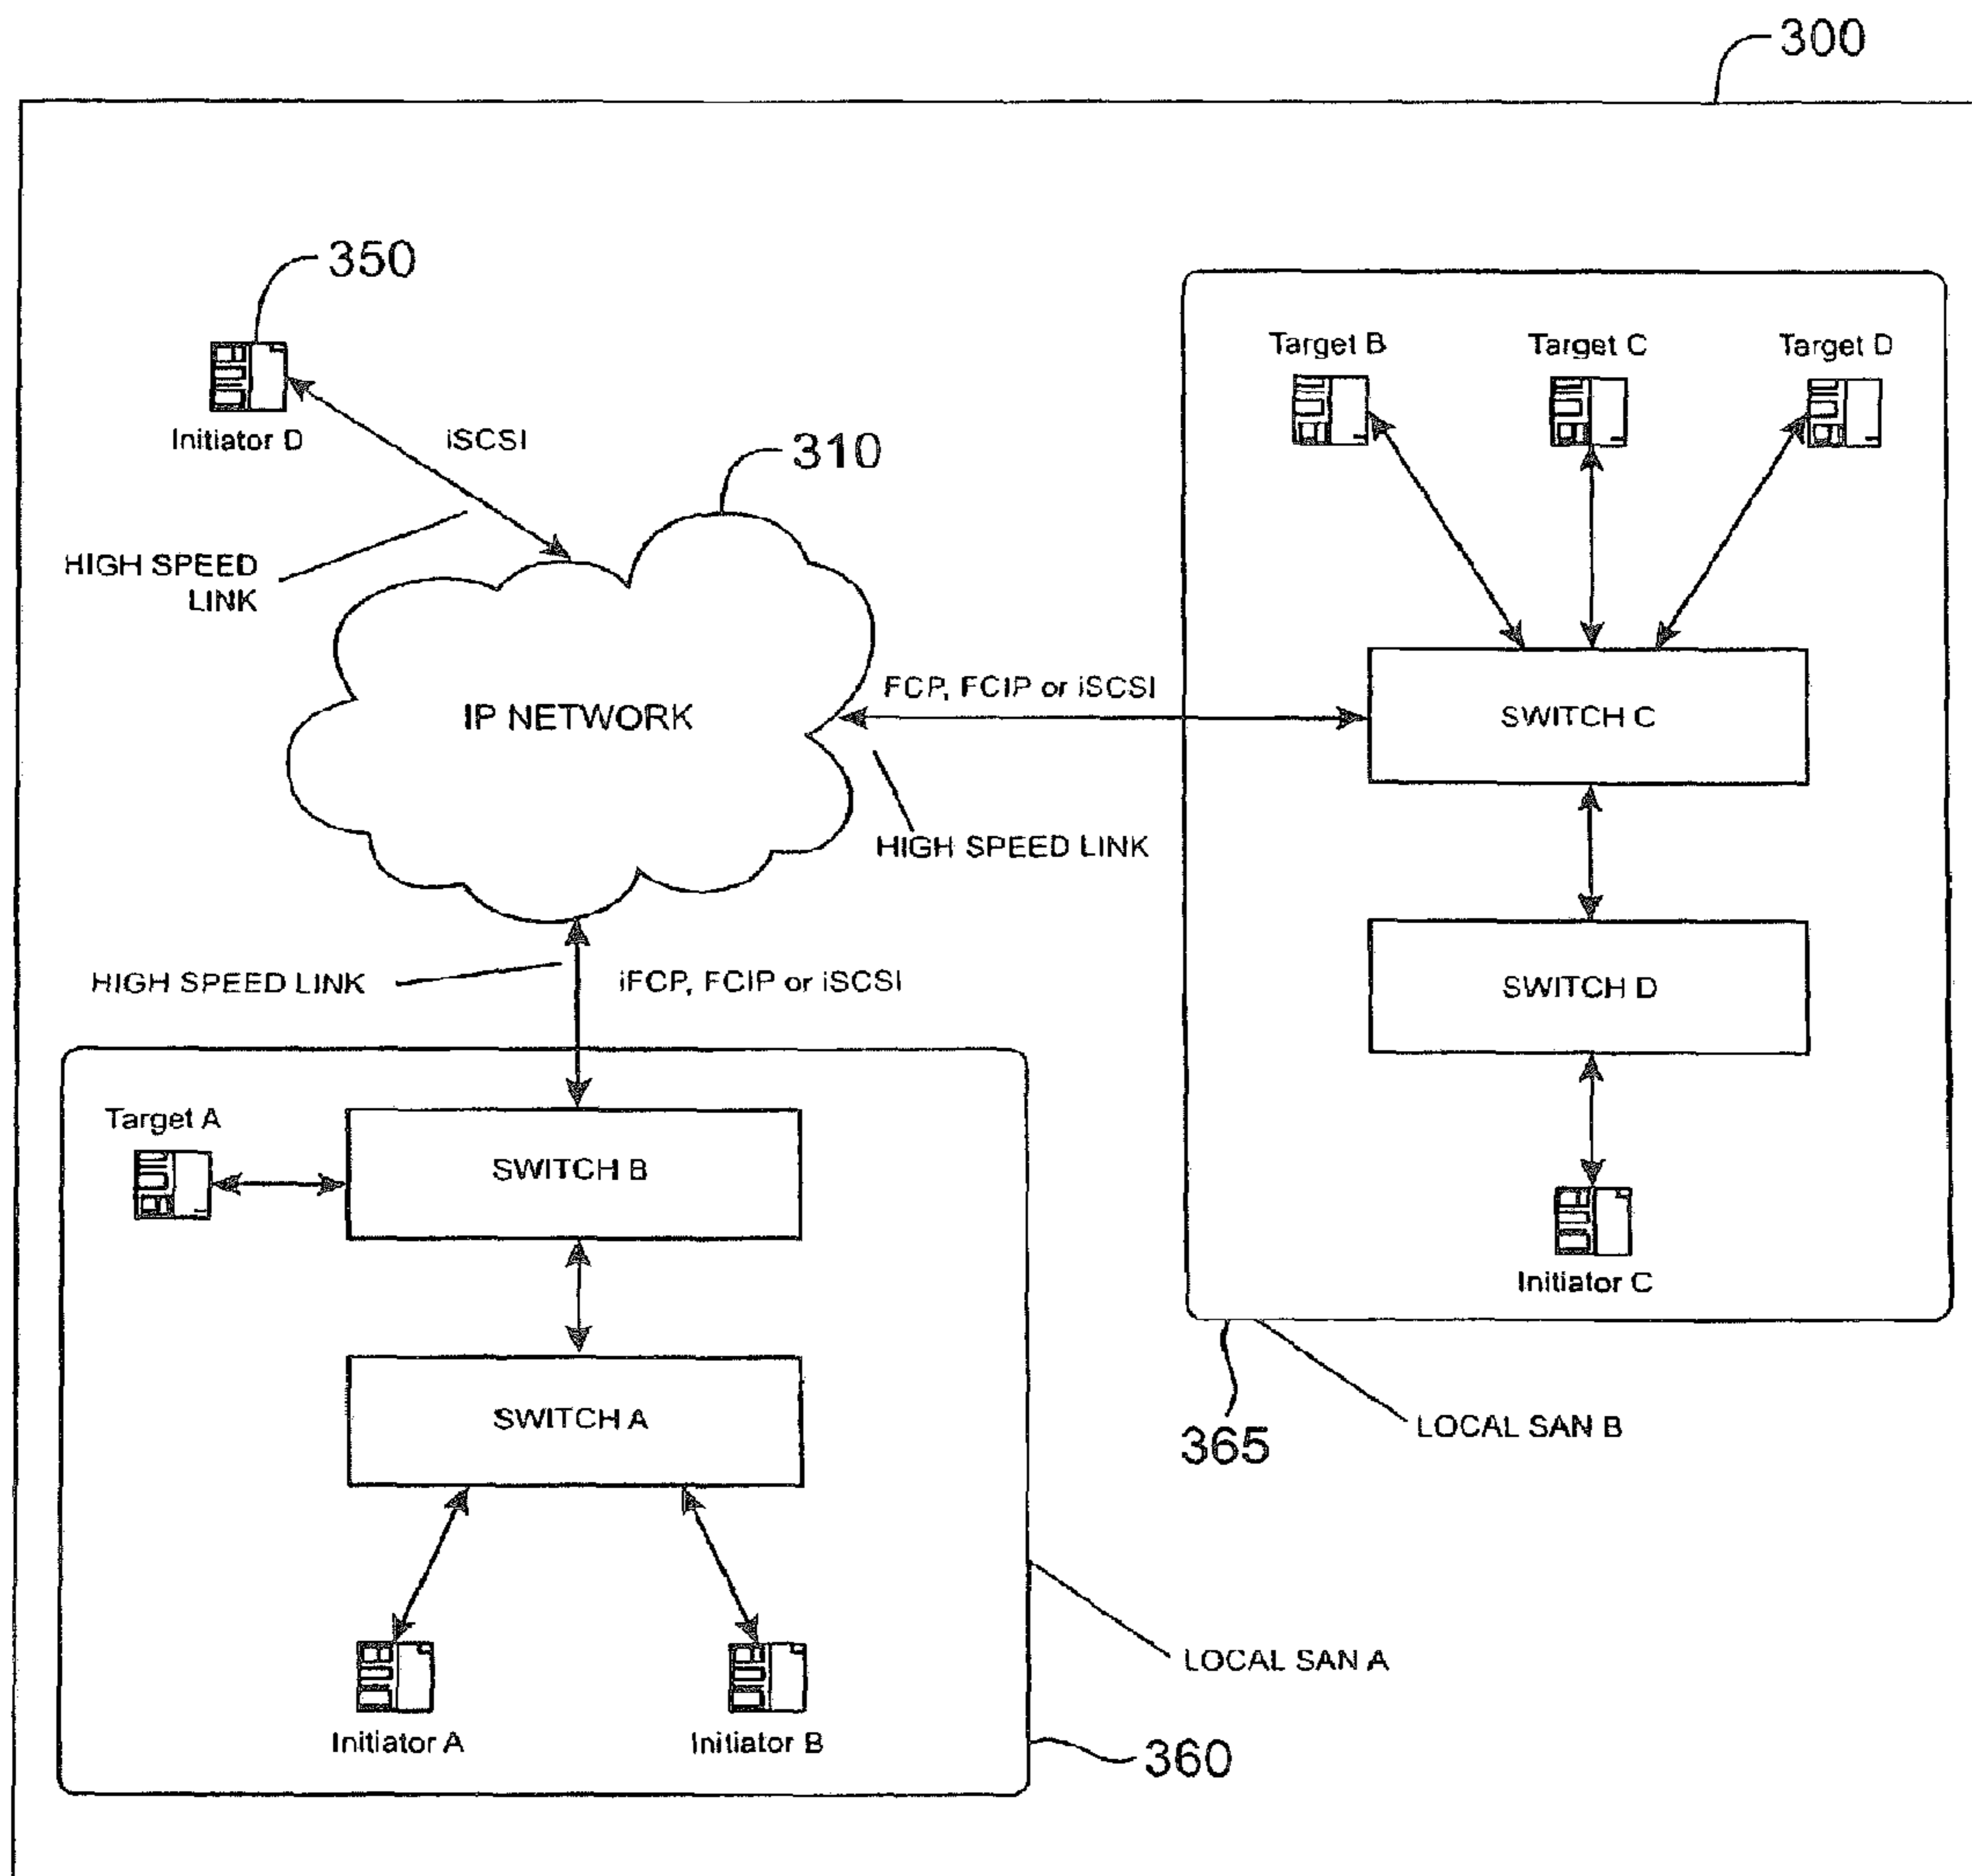 300
350
Initiator D
iSCSI
310
HIGH SPEED
LINK
IP NETWORK
Target B
Target C
Target D
FCP, FCIP or iSCSI
SWITCH C
HIGH SPEED LINK
SWITCH D
HIGH SPEED LINK
iFCP, FCIP or iSCSI
Target A
SWITCH B
Initiator C
SWITCH A
365
LOCAL SAN B
LOCAL SAN A
Initiator A
Initiator B
360